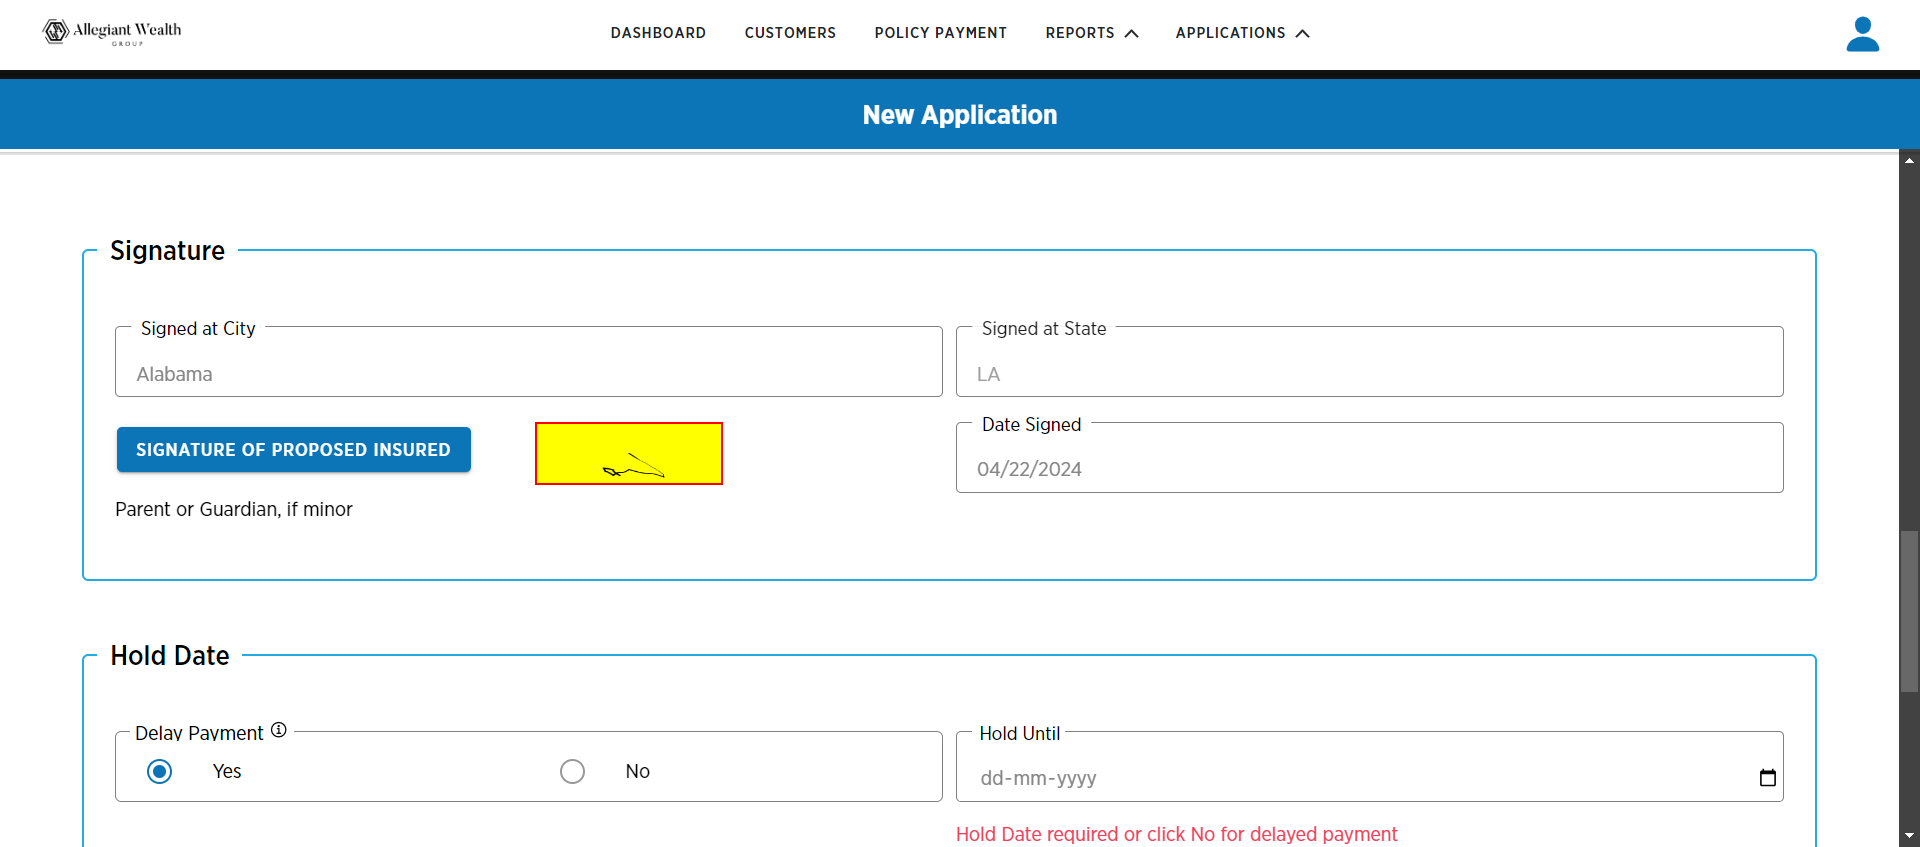 Allegiant Wealth
GROUP
DASHBOARD
CUSTOMERS
POLICY PAYMENT
REPORTS
APPLICATIONS
New Application
Signature
Signed at City
Alabama
Signed at State
LA
SIGNATURE OF PROPOSED INSURED
Date Signed
04/22/2024
Parent or Guardian, if minor
Hold Date
Delay Payment
Yes
No
Hold Until
dd-mm-yyyy
Hold Date required or click No for delayed payment